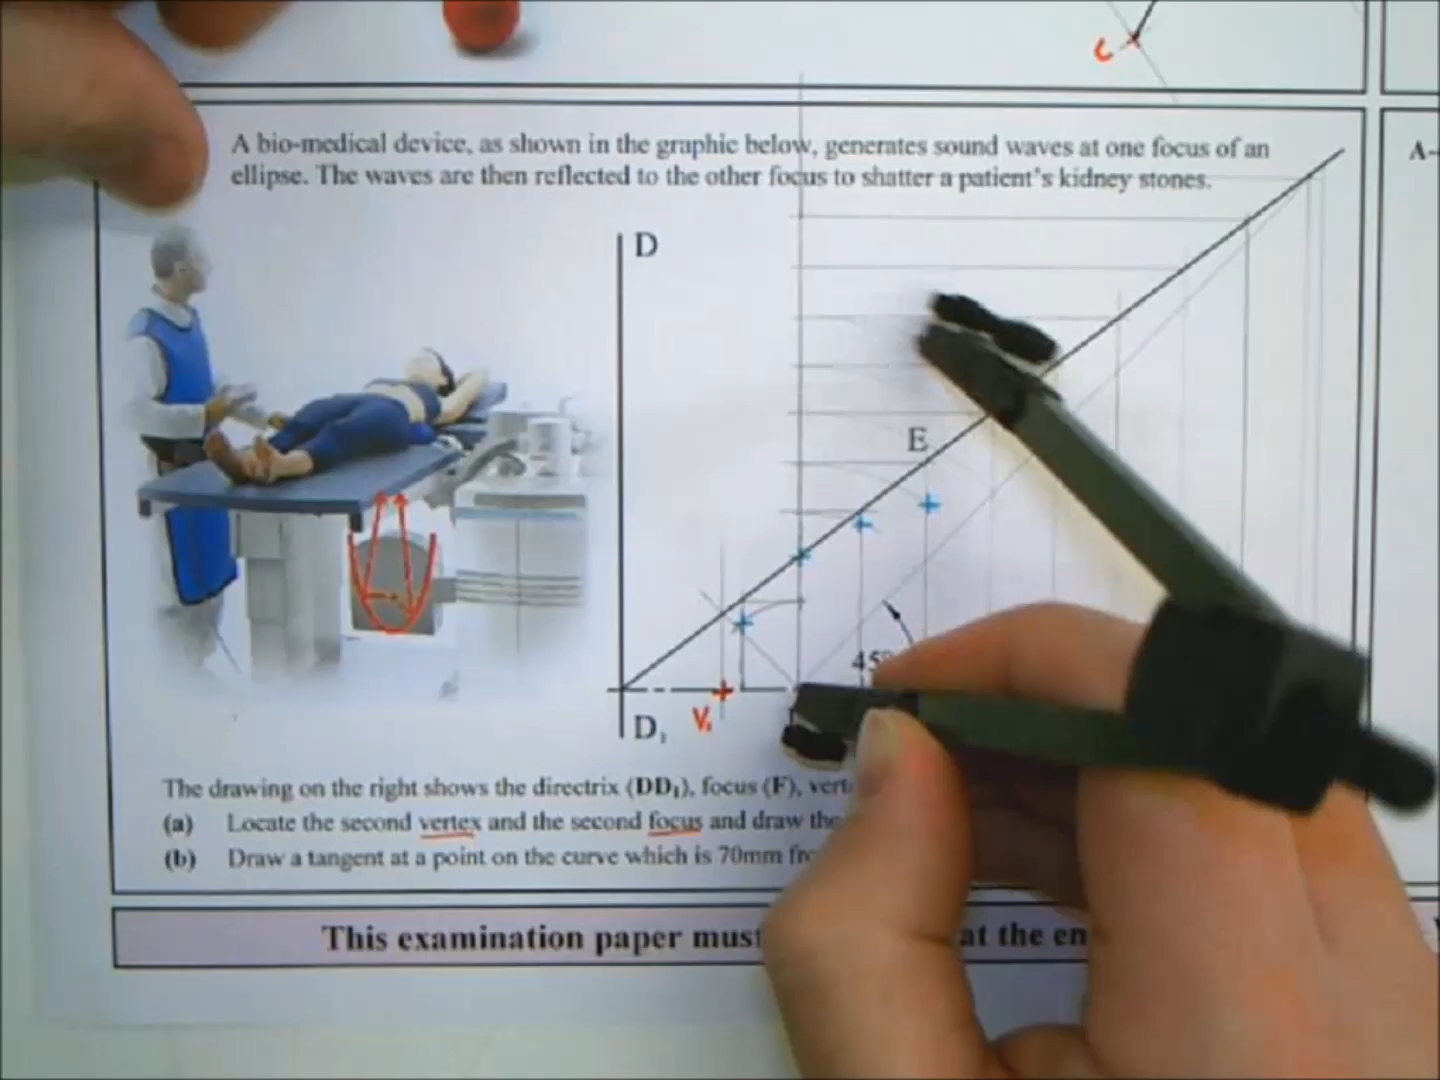 C
A bio-medical device, as shown in the graphic below, generates sound waves at one focus of an
ellipse. The waves are then reflected to the other focus to shatter a patient's kidney stones.
A-
D
E
45°
D₁
V₁
The drawing on the right shows the directrix (DD₁), focus (F),
(a) Locate the second vertex and the second focus and draw the
(b) Draw a tangent at a point on the curve which is 70mm
This examination paper must at the